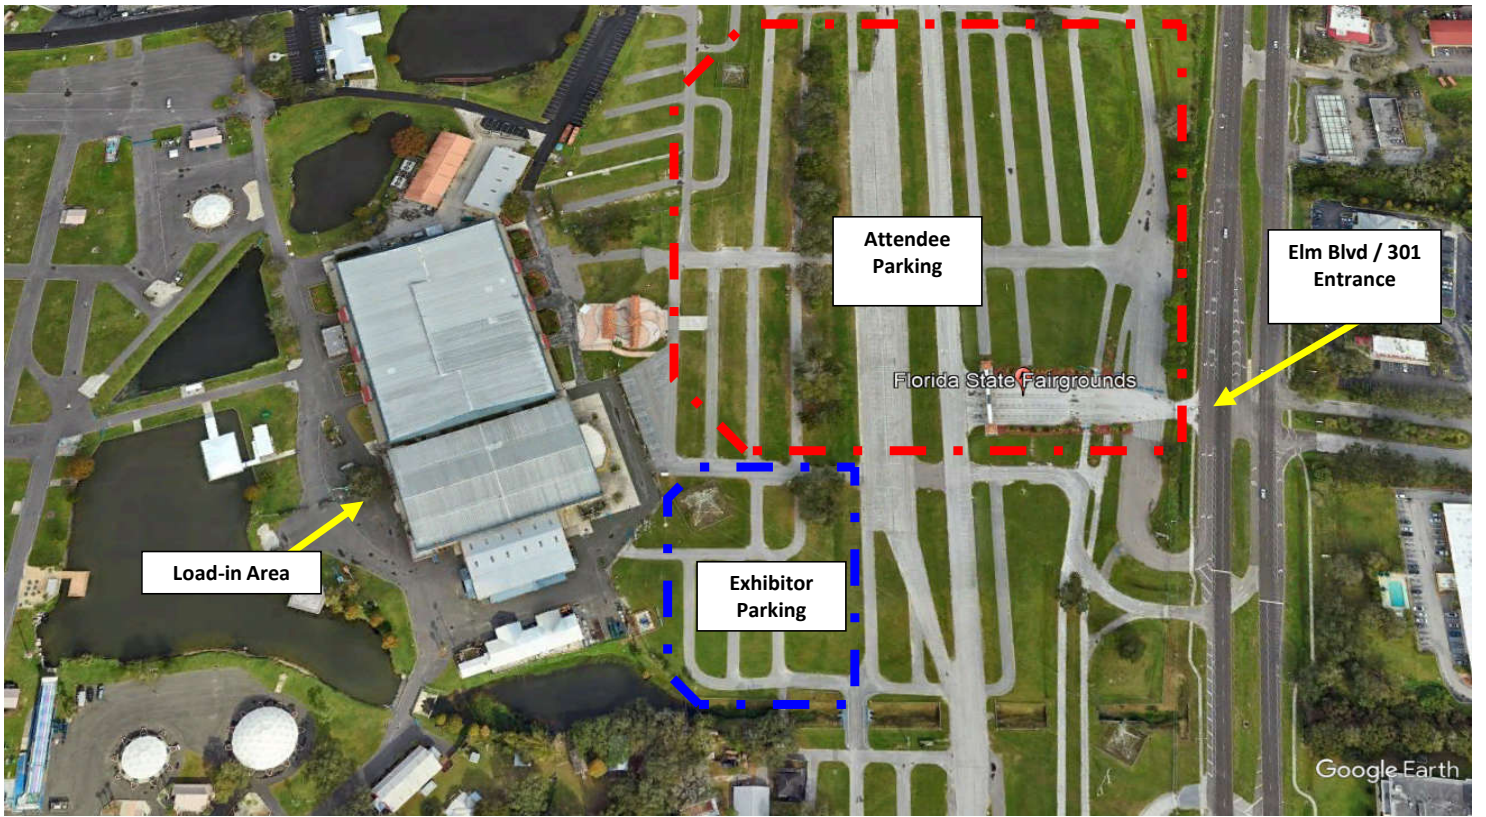 Attendee
Parking
Elm Blvd / 301
Entrance
Florida State Fairgrounds
Load-in Area
Exhibitor
Parking
Google Earth